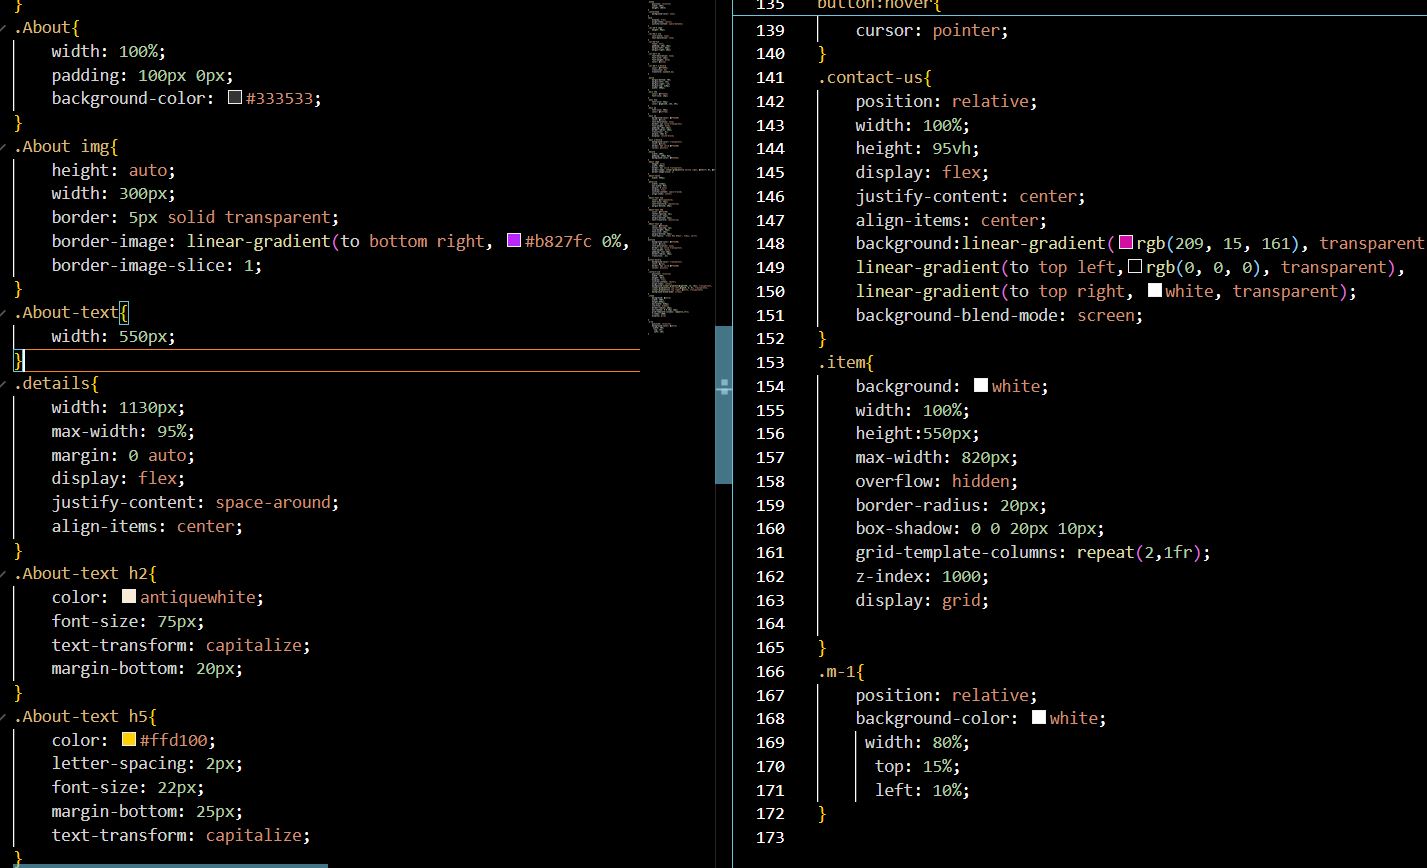 }
.About{
width: 100%;
padding: 100px 0px;
background-color: #333533;
}
.About img{
height: auto;
width: 300px;
border: 5px solid transparent;
border-image: linear-gradient(to bottom right, #b827fc 0%,
border-image-slice: 1;
}
.About-text{
width: 550px;
}
.details{
width: 1130px;
max-width: 95%;
margin: 0 auto;
display: flex;
justify-content: space-around;
align-items: center;
}
.About-text h2{
color: antiquewhite;
font-size: 75px;
text-transform: capitalize;
margin-bottom: 20px;
}
.About-text h5{
color: #ffd100;
letter-spacing: 2px;
font-size: 22px;
margin-bottom: 25px;
text-transform: capitalize;
}
135 button:hover{
139 cursor: pointer;
140 }
141 .contact-us{
142 position: relative;
143 width: 100%;
144 height: 95vh;
145 display: flex;
146 justify-content: center;
147 align-items: center;
148 background:linear-gradient( rgb(209, 15, 161), transparent
149 linear-gradient(to top left, rgb(0, 0, 0), transparent),
150 linear-gradient(to top right, white, transparent);
151 background-blend-mode: screen;
152 }
153 .item{
154 background: white;
155 width: 100%;
156 height:550px;
157 max-width: 820px;
158 overflow: hidden;
159 border-radius: 20px;
160 box-shadow: 0 0 20px 10px;
161 grid-template-columns: repeat(2,1fr);
162 z-index: 1000;
163 display: grid;
164
165 }
166 .m-1{
167 position: relative;
168 background-color: white;
169 width: 80%;
170 top: 15%;
171 left: 10%;
172 }
173